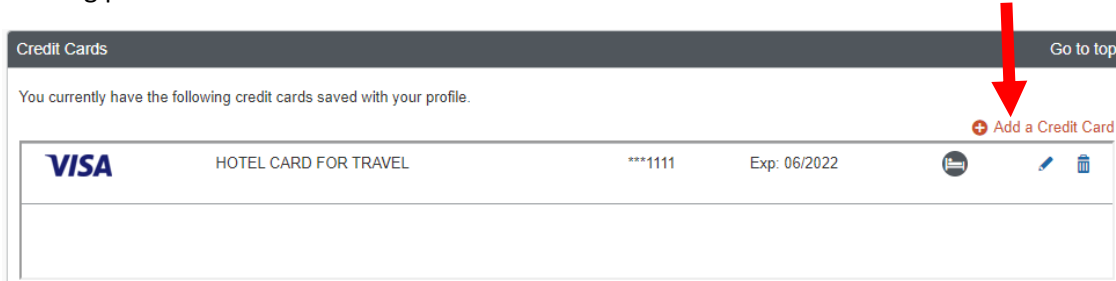 Credit Cards Go to top
You currently have the following credit cards saved with your profile.
Add a Credit Card
VISA HOTEL CARD FOR TRAVEL ***1111 Exp: 06/2022